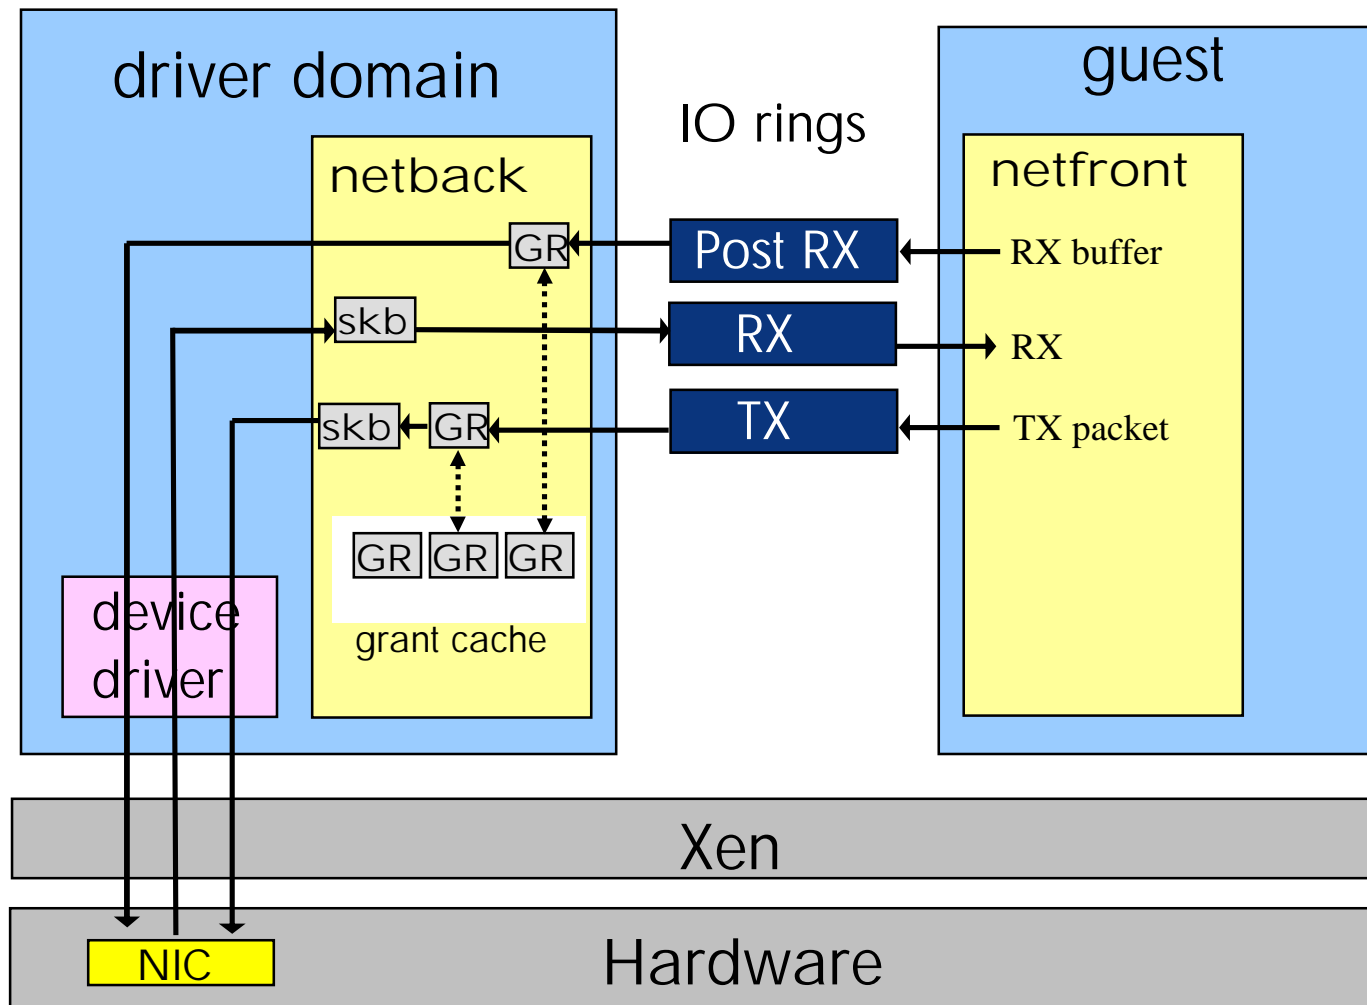 driver domain
guest
IO rings
netback
netfront
GR
Post RX
RX buffer
skb
RX
RX
skb
GR
TX
TX packet
GR
GR
GR
grant cache
device
driver
Xen
NIC
Hardware